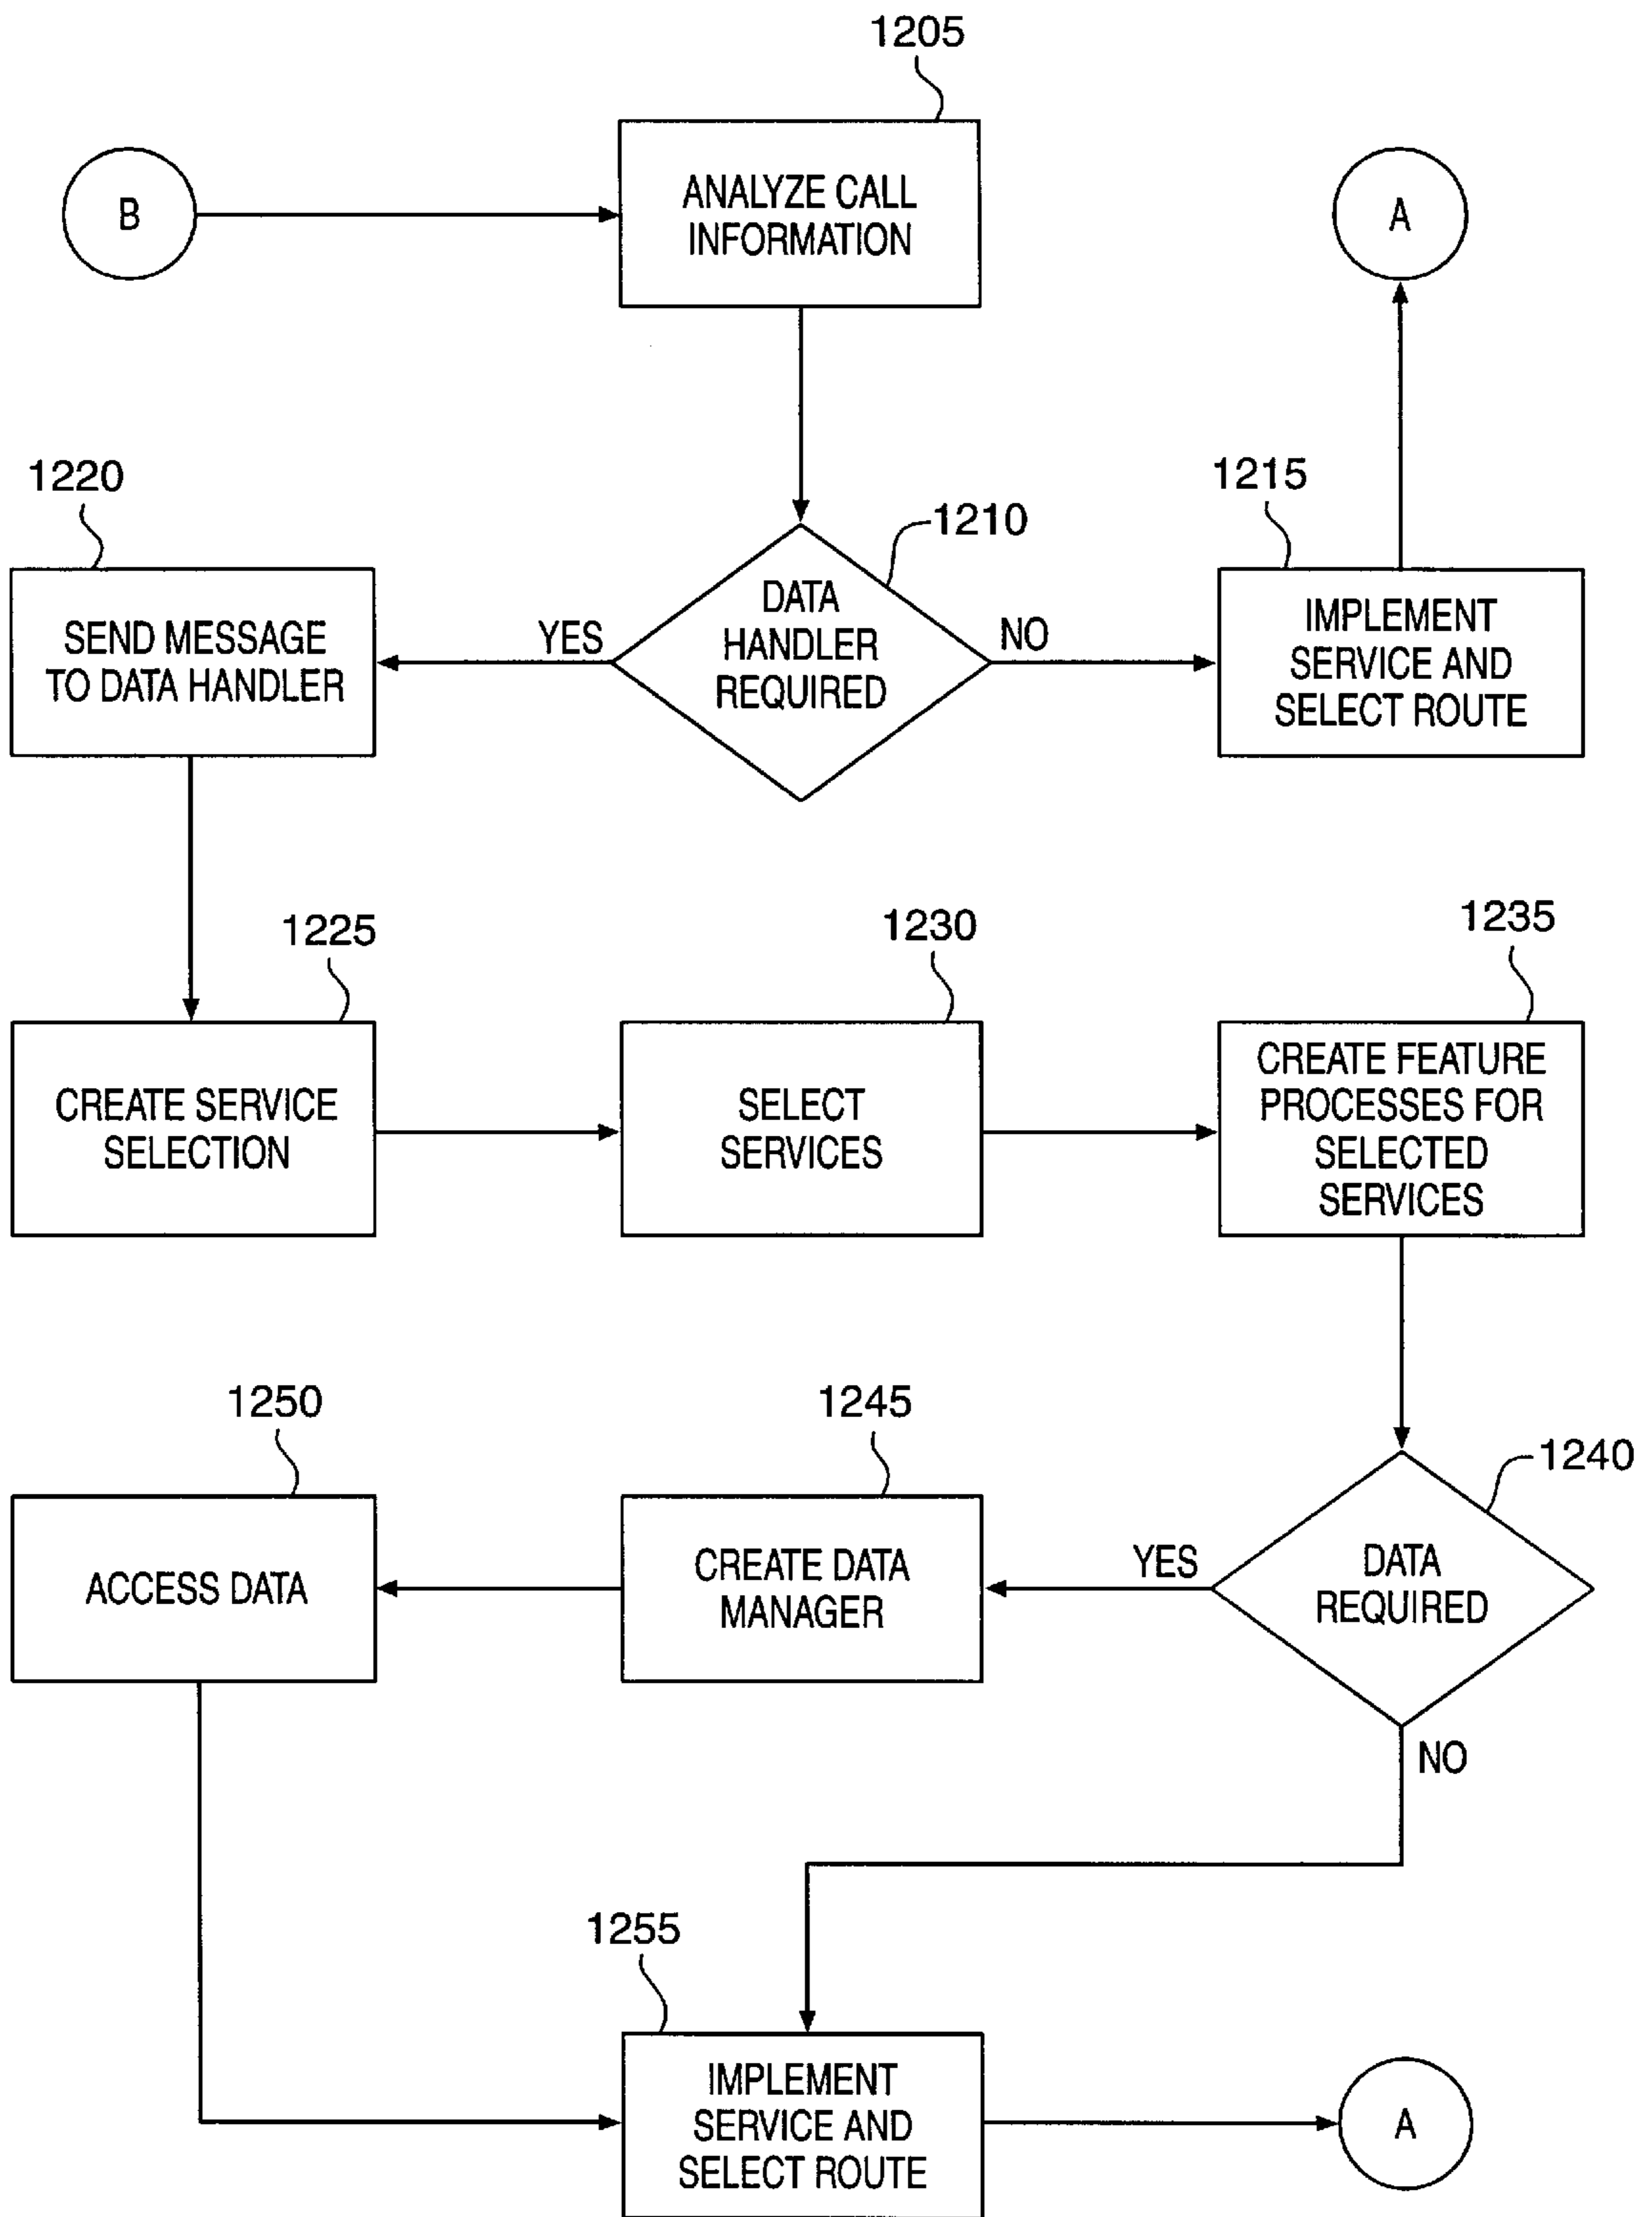 1205
B
ANALYZE CALL
INFORMATION
A
1220
1210
1215
SEND MESSAGE
TO DATA HANDLER
YES
DATA
HANDLER
REQUIRED
NO
IMPLEMENT
SERVICE AND
SELECT ROUTE
1225
1230
1235
CREATE SERVICE
SELECTION
SELECT
SERVICES
CREATE FEATURE
PROCESSES FOR
SELECTED
SERVICES
1250
1245
1240
ACCESS DATA
CREATE DATA
MANAGER
YES
DATA
REQUIRED
NO
1255
IMPLEMENT
SERVICE AND
SELECT ROUTE
A